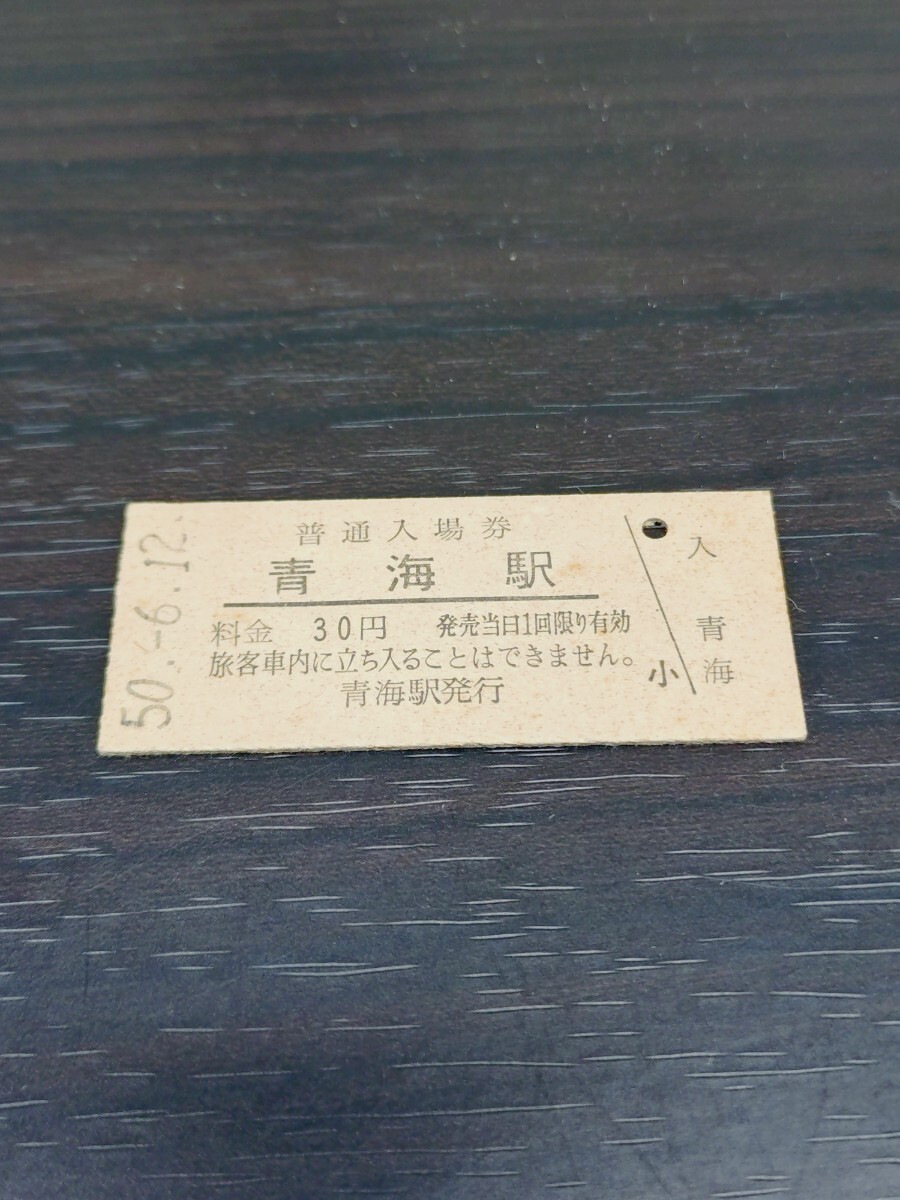 普通入場券
青海駅
料金 30円 発売当日1回限り有効
旅客車内に立ち入ることはできません。
青海駅発行
50.-6.12.
小
入
青海